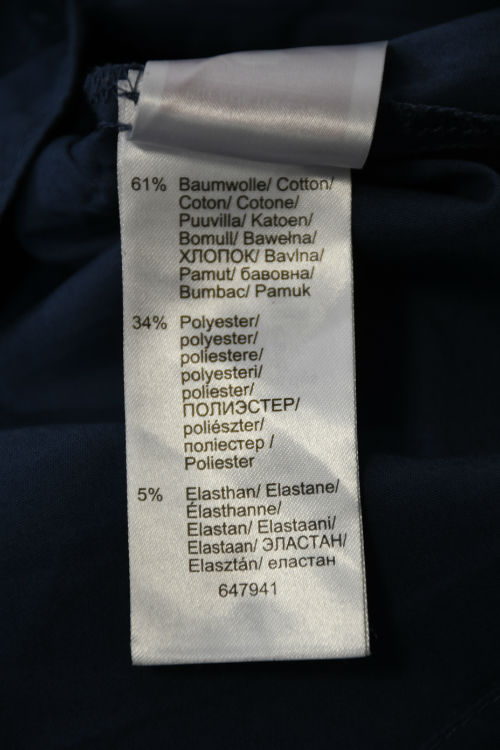 61% Baumwolle/ Cotton/
Coton/ Cotone/
Puuvilla/ Katoen/
Bomull/ Bawełna/
ХЛОПОК/ Bavlna/
Pamut/ бавовна/
Bumbac/ Pamuk
34% Polyester/
polyester/
poliestere/
polyesteri/
poliester/
ПОЛИЭСТЕР/
poliészter/
поліестер /
Poliester
5% Elasthan/ Elastane/
Élasthanne/
Elastan/ Elastaani/
Elastaan/ ЭЛАСТАН/
Elasztán/ еластан
647941